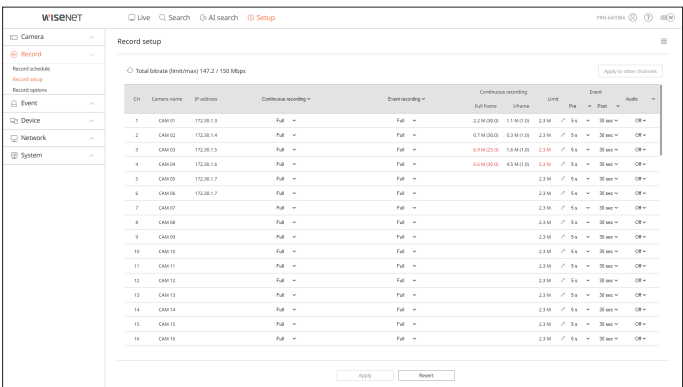 WISENET
Live Search AI search Setup
PRN-6410B4
Camera
Record
Record schedule
Record setup
Record options
Event
Device
Network
System
Record setup
Total bitrate (limit/max) 147.2 / 150 Mbps
Apply to other channels
CH Camera name IP address Continuous recording Event recording Continuous recording Limit Event Audio
Full frame I-frame Pre Post
1 CAM 01 172.30.1.3 Full Full 2.2 M (30.0) 1.1 M (1.0) 2.3 M 5 s 30 sec Off
2 CAM 02 172.30.1.4 Full Full 0.7 M (30.0) 0.3 M (1.0) 2.3 M 5 s 30 sec Off
3 CAM 03 172.30.1.5 Full Full 6.9 M (25.0) 1.6 M (1.0) 2.3 M 5 s 30 sec Off
4 CAM 04 172.30.1.6 Full Full 6.6 M (30.0) 4.5 M (1.0) 2.3 M 5 s 30 sec Off
5 CAM 05 172.30.1.7 Full Full 2.3 M 5 s 30 sec Off
6 CAM 06 172.30.1.7 Full Full 2.3 M 5 s 30 sec Off
7 CAM 07 Full Full 2.3 M 5 s 30 sec Off
8 CAM 08 Full Full 2.3 M 5 s 30 sec Off
9 CAM 09 Full Full 2.3 M 5 s 30 sec Off
10 CAM 10 Full Full 2.3 M 5 s 30 sec Off
11 CAM 11 Full Full 2.3 M 5 s 30 sec Off
12 CAM 12 Full Full 2.3 M 5 s 30 sec Off
13 CAM 13 Full Full 2.3 M 5 s 30 sec Off
14 CAM 14 Full Full 2.3 M 5 s 30 sec Off
15 CAM 15 Full Full 2.3 M 5 s 30 sec Off
16 CAM 16 Full Full 2.3 M 5 s 30 sec Off
Apply Revert